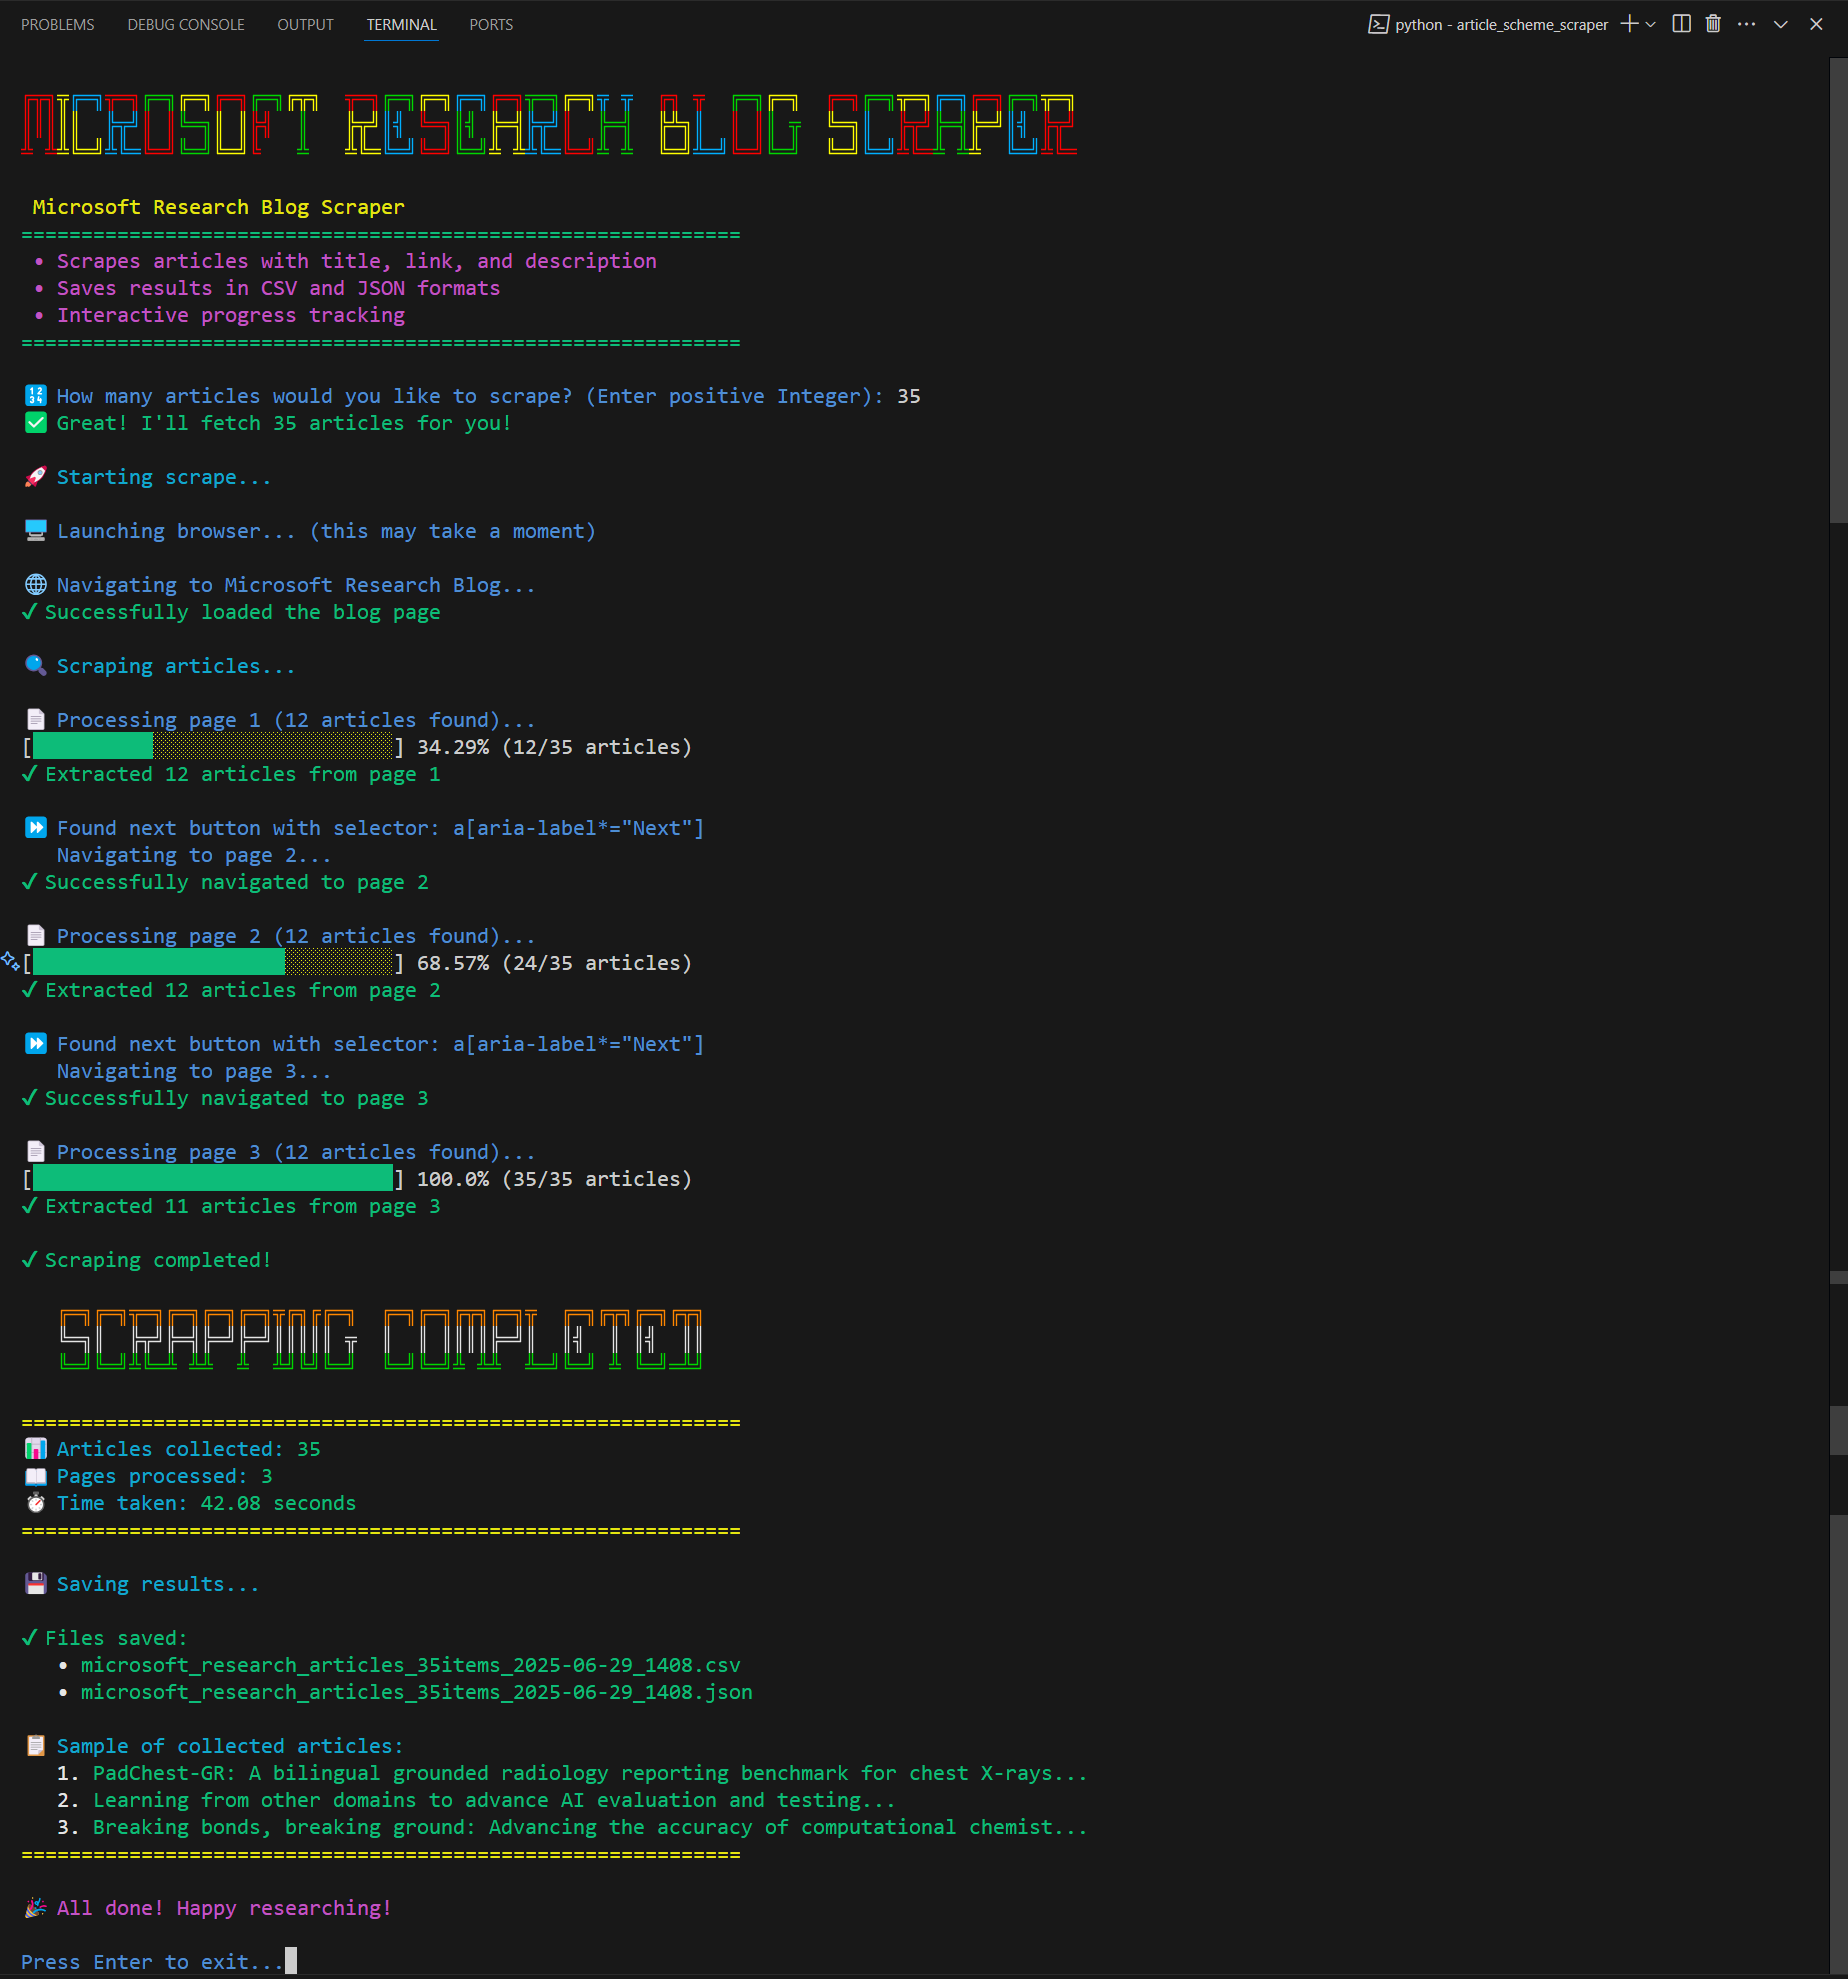 PROBLEMS DEBUG CONSOLE OUTPUT TERMINAL PORTS python - article_scheme_scraper
MICROSOFT RESEARCH BLOG SCRAPER
Microsoft Research Blog Scraper
============================================================
• Scrapes articles with title, link, and description
• Saves results in CSV and JSON formats
• Interactive progress tracking
============================================================
🔢 How many articles would you like to scrape? (Enter positive Integer): 35
✅ Great! I'll fetch 35 articles for you!
🚀 Starting scrape...
🖥️ Launching browser... (this may take a moment)
🌐 Navigating to Microsoft Research Blog...
✓ Successfully loaded the blog page
🔍 Scraping articles...
📄 Processing page 1 (12 articles found)...
[██████████░░░░░░░░░░░░░░░░░░░░] 34.29% (12/35 articles)
✓ Extracted 12 articles from page 1
⏩ Found next button with selector: a[aria-label*="Next"]
Navigating to page 2...
✓ Successfully navigated to page 2
📄 Processing page 2 (12 articles found)...
[█████████████████████░░░░░░░░░] 68.57% (24/35 articles)
✓ Extracted 12 articles from page 2
⏩ Found next button with selector: a[aria-label*="Next"]
Navigating to page 3...
✓ Successfully navigated to page 3
📄 Processing page 3 (12 articles found)...
[██████████████████████████████] 100.0% (35/35 articles)
✓ Extracted 11 articles from page 3
✓ Scraping completed!
SCRAPPING COMPLETED
============================================================
📊 Articles collected: 35
📖 Pages processed: 3
⏱️ Time taken: 42.08 seconds
============================================================
💾 Saving results...
✓ Files saved:
• microsoft_research_articles_35items_2025-06-29_1408.csv
• microsoft_research_articles_35items_2025-06-29_1408.json
📋 Sample of collected articles:
1. PadChest-GR: A bilingual grounded radiology reporting benchmark for chest X-rays...
2. Learning from other domains to advance AI evaluation and testing...
3. Breaking bonds, breaking ground: Advancing the accuracy of computational chemist...
============================================================
🎉 All done! Happy researching!
Press Enter to exit...